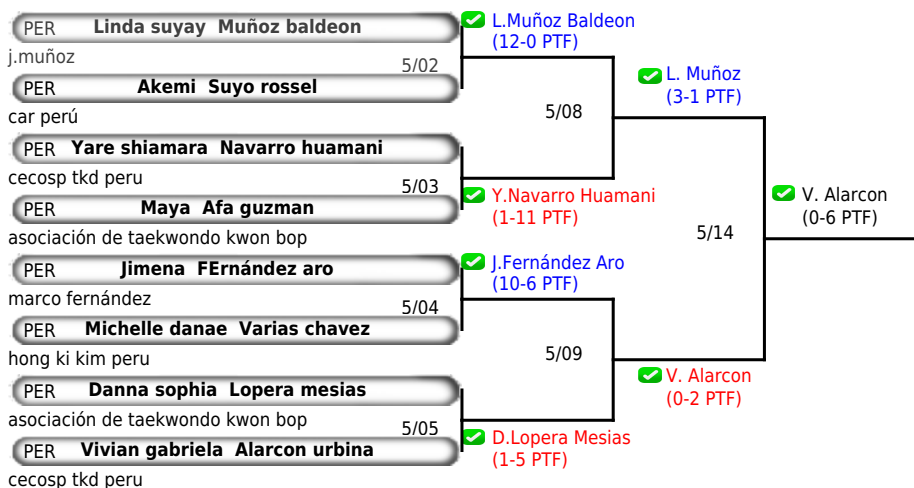 PER Linda suyay Muñoz baldeon
j.muñoz
5/02
PER Akemi Suyo rossel
car perú
PER Yare shiamara Navarro huamani
cecosp tkd peru
5/03
PER Maya Afa guzman
asociación de taekwondo kwon bop
PER Jimena FErnández aro
marco fernández
5/04
PER Michelle danae Varias chavez
hong ki kim peru
PER Danna sophia Lopera mesias
asociación de taekwondo kwon bop
5/05
PER Vivian gabriela Alarcon urbina
cecosp tkd peru
L.Muñoz Baldeon
(12-0 PTF)
5/08
Y.Navarro Huamani
(1-11 PTF)
J.Fernández Aro
(10-6 PTF)
5/09
D.Lopera Mesias
(1-5 PTF)
L. Muñoz
(3-1 PTF)
5/14
V. Alarcon
(0-2 PTF)
V. Alarcon
(0-6 PTF)